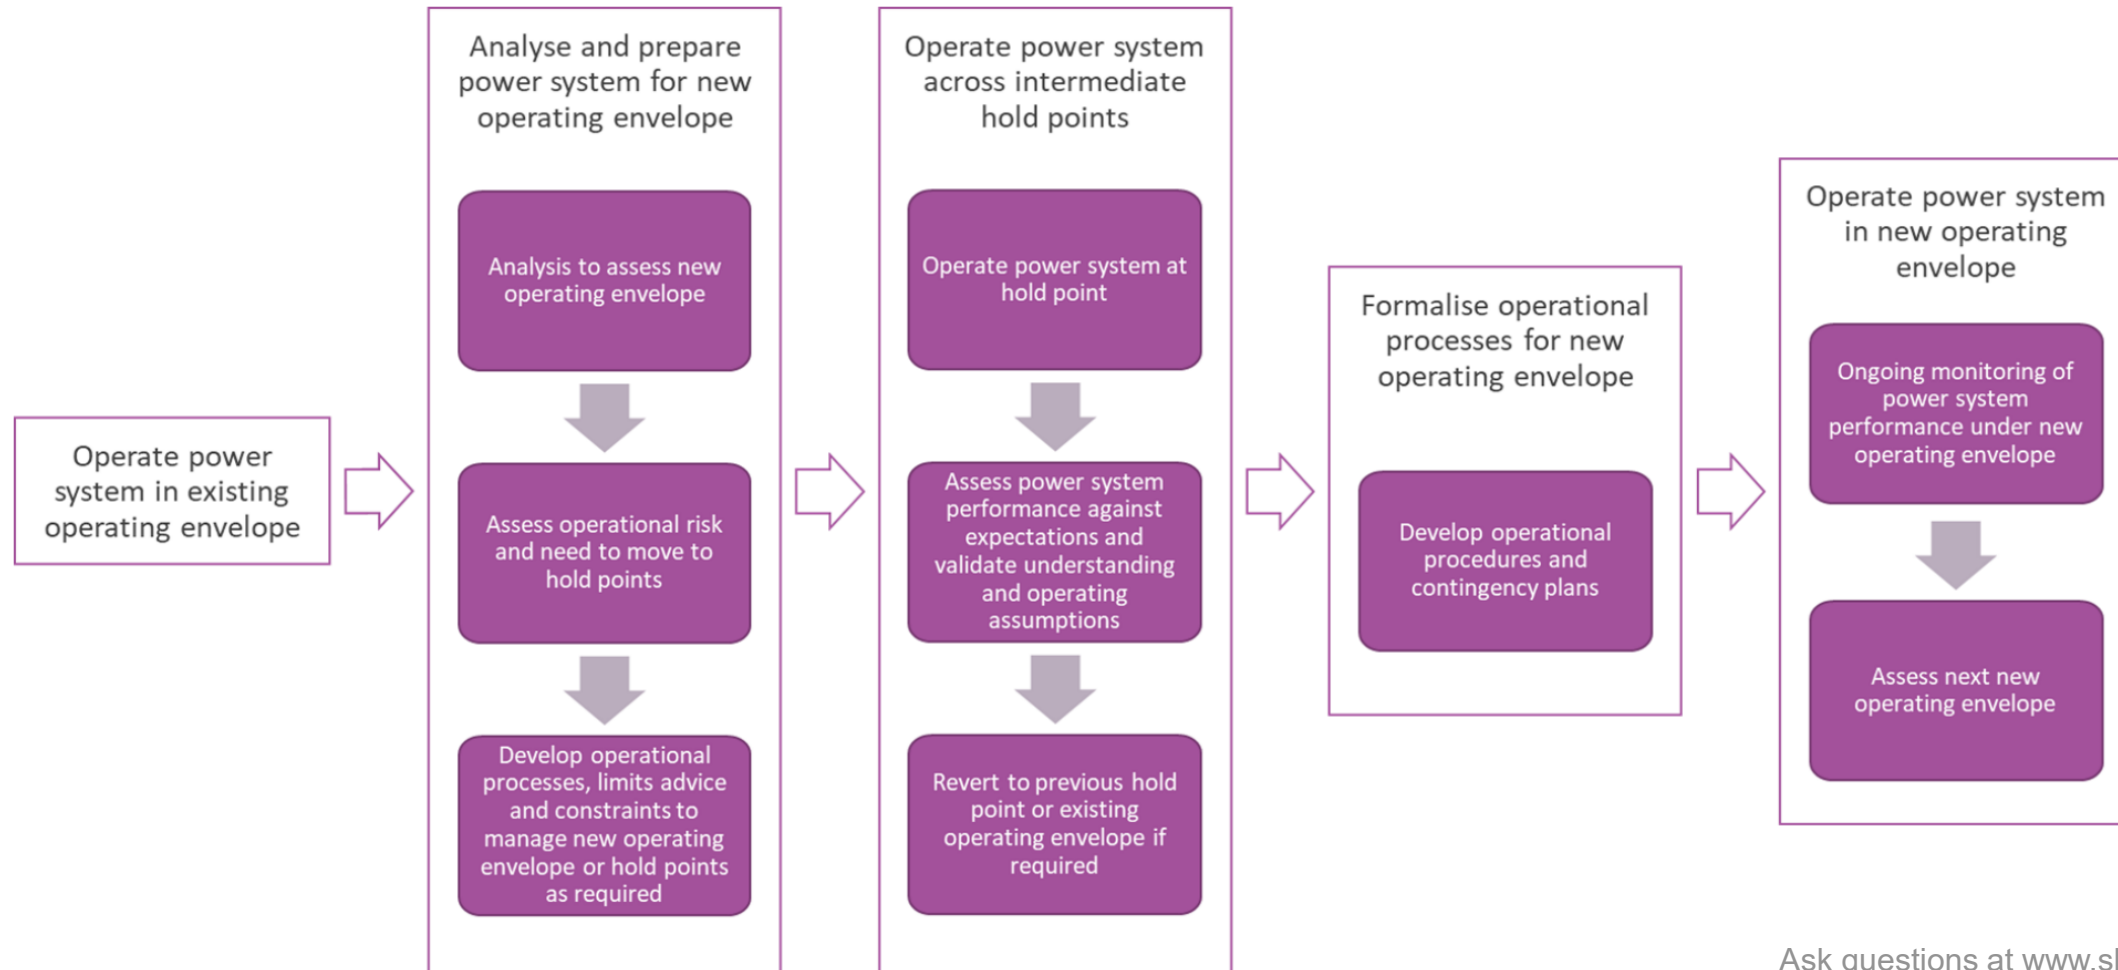 Operate power
system in existing
operating envelope
Analyse and prepare
power system for new
operating envelope
Analysis to assess new
operating envelope
Assess operational risk
and need to move to
hold points
Develop operational
processes, limits advice
and constraints to
manage new operating
envelope or hold points
as required
Operate power system
across intermediate
hold points
Operate power system at
hold point
Assess power system
performance against
expectations and
validate understanding
and operating
assumptions
Revert to previous hold
point or existing
operating envelope if
required
Formalise operational
processes for new
operating envelope
Develop operational
procedures and
contingency plans
Operate power system
in new operating
envelope
Ongoing monitoring of
power system
performance under new
operating envelope
Assess next new
operating envelope
Ask questions at